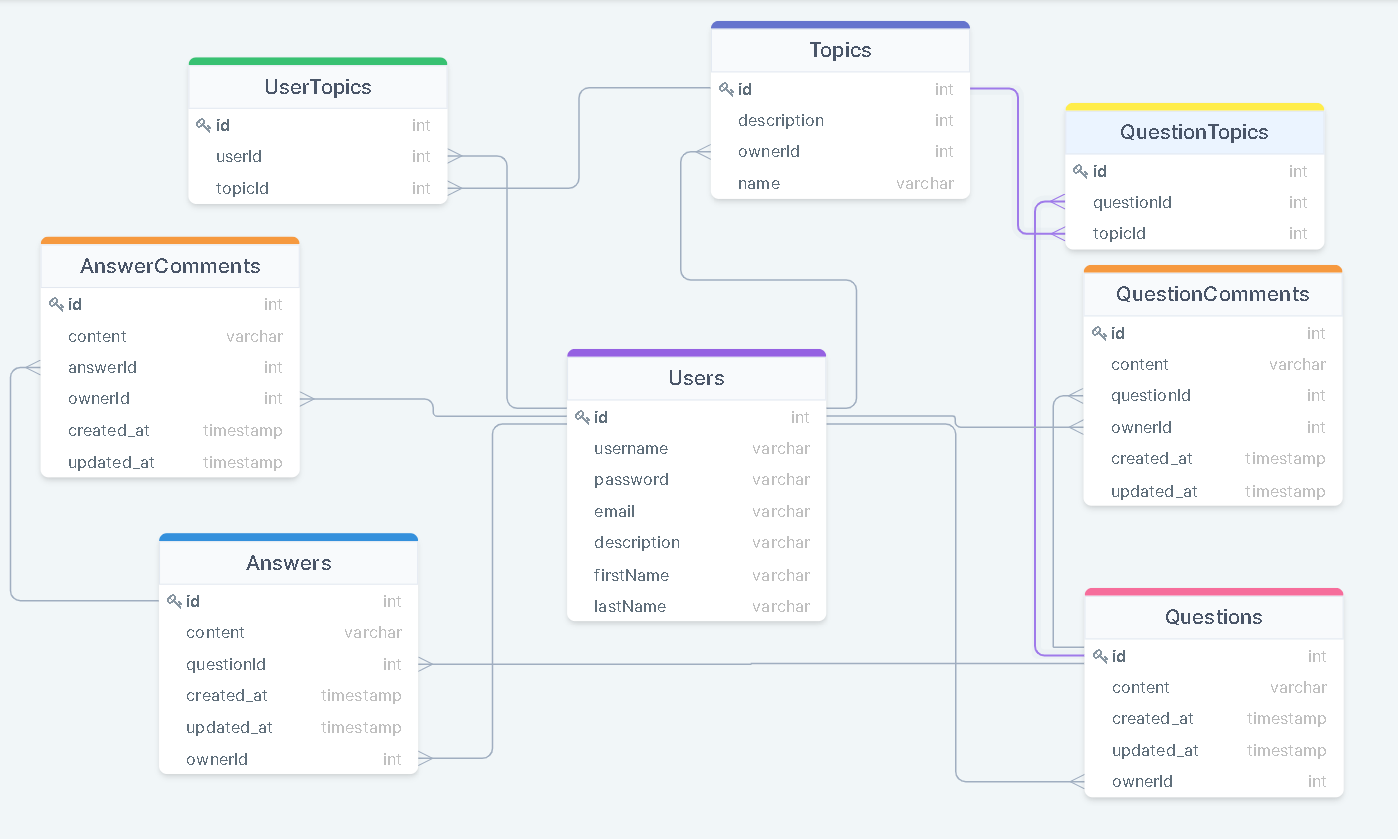 UserTopics
id int
userId int
topicId int
Topics
id int
description int
ownerId int
name varchar
QuestionTopics
id int
questionId int
topicId int
AnswerComments
id int
content varchar
answerId int
ownerId int
created_at timestamp
updated_at timestamp
QuestionComments
id int
content varchar
questionId int
ownerId int
created_at timestamp
updated_at timestamp
Users
id int
username varchar
password varchar
email varchar
description varchar
firstName varchar
lastName varchar
Answers
id int
content varchar
questionId int
created_at timestamp
updated_at timestamp
ownerId int
Questions
id int
content varchar
created_at timestamp
updated_at timestamp
ownerId int